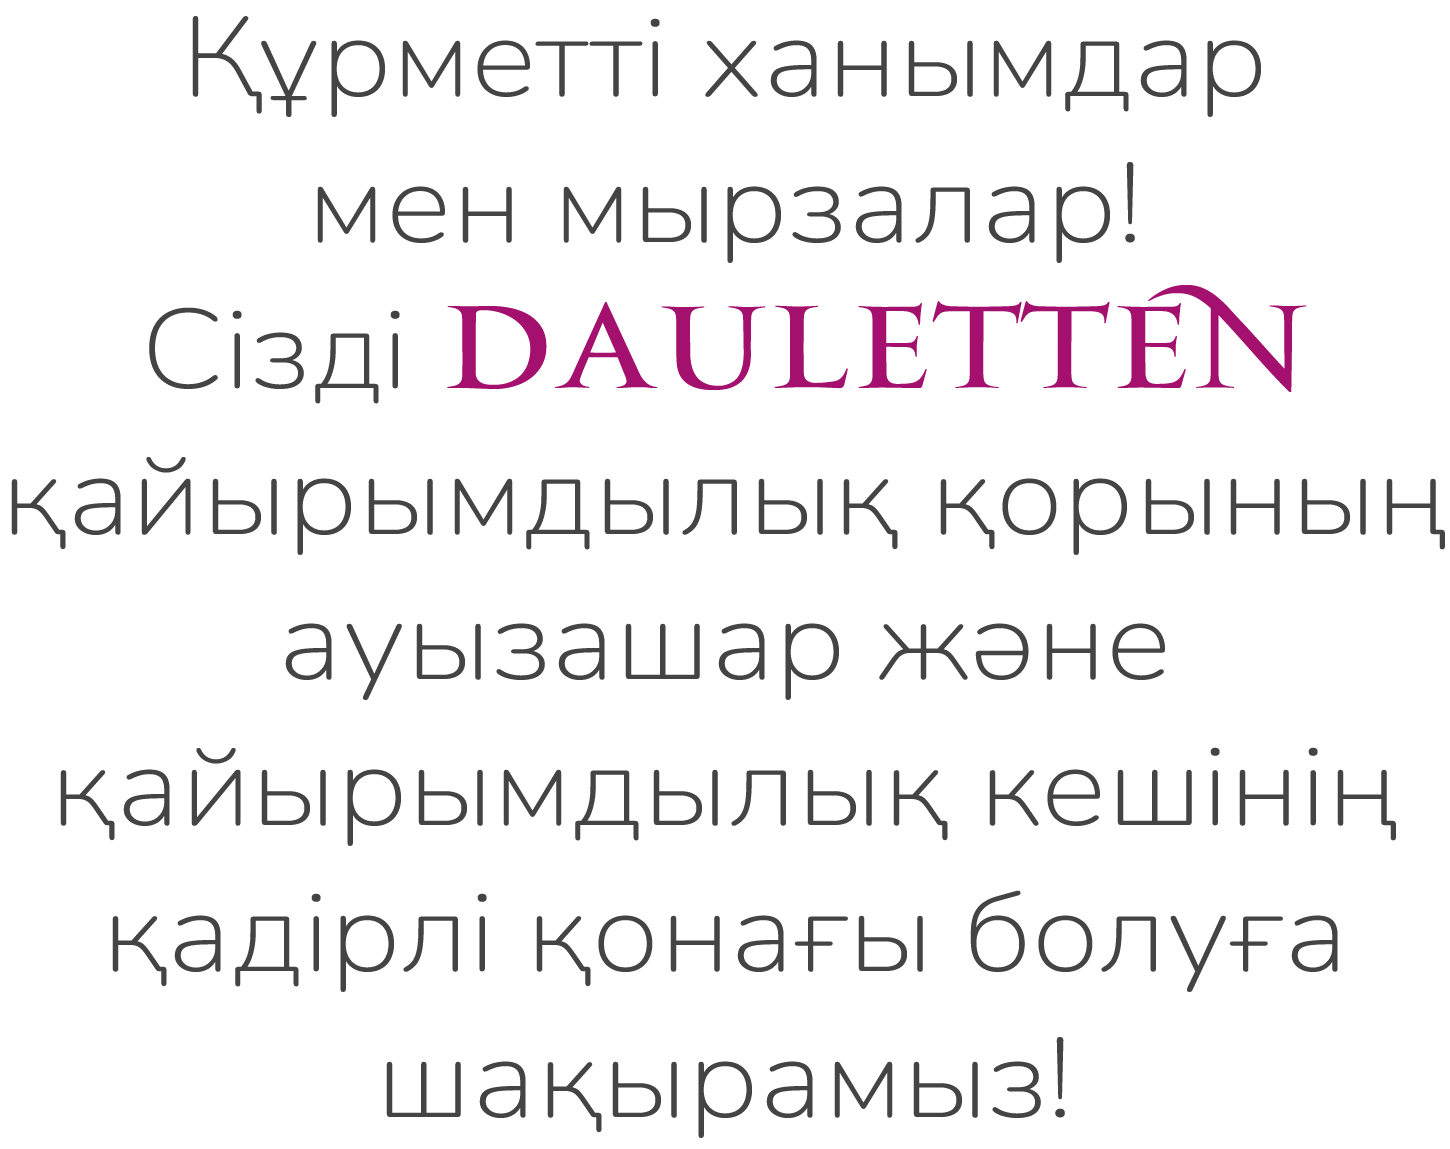 Құрметті ханымдар
мен мырзалар!
Сізді DAULETTEN
қайырымдылық қорының
ауызашар және
қайырымдылық кешінің
қадірлі қонағы болуға
шақырамыз!